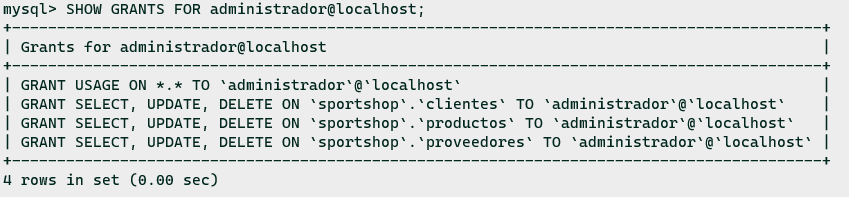 mysql> SHOW GRANTS FOR administrador@localhost;
+-----------------------------------------------------------------------------------------+
| Grants for administrador@localhost                                                      |
+-----------------------------------------------------------------------------------------+
| GRANT USAGE ON *.* TO `administrador`@`localhost`                                       |
| GRANT SELECT, UPDATE, DELETE ON `sportshop`.`clientes` TO `administrador`@`localhost`    |
| GRANT SELECT, UPDATE, DELETE ON `sportshop`.`productos` TO `administrador`@`localhost`   |
| GRANT SELECT, UPDATE, DELETE ON `sportshop`.`proveedores` TO `administrador`@`localhost` |
+-----------------------------------------------------------------------------------------+
4 rows in set (0.00 sec)